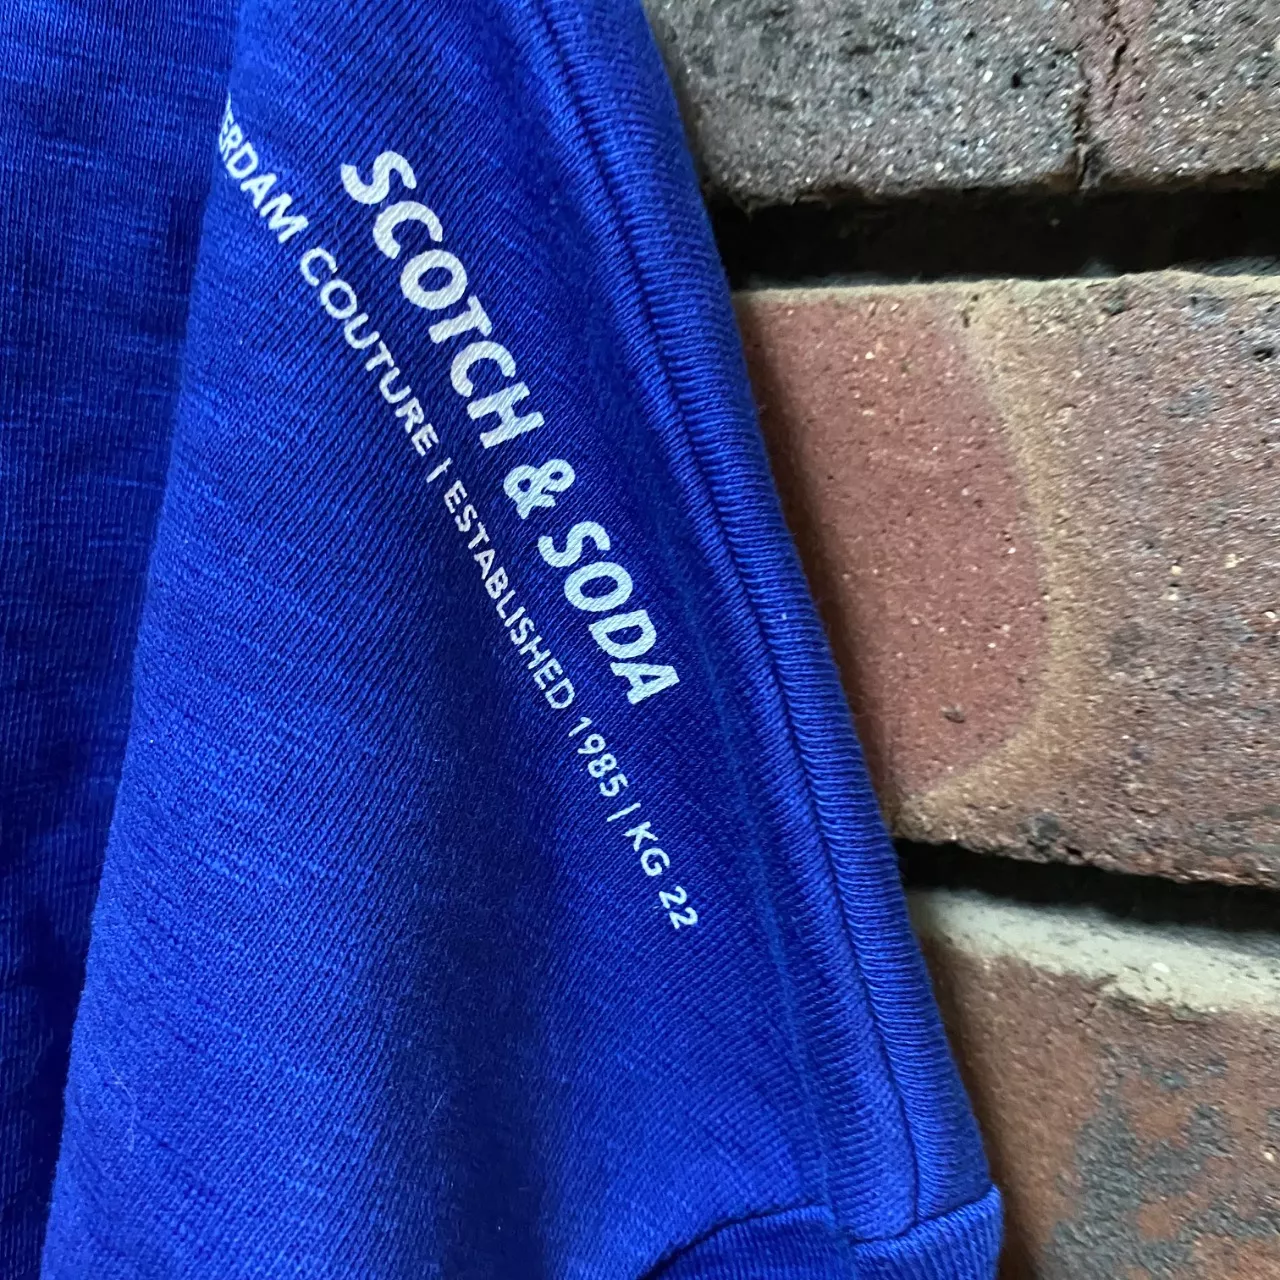 SCOTCH & SODA
ERDAM COUTURE | ESTABLISHED 1985 | KG 22